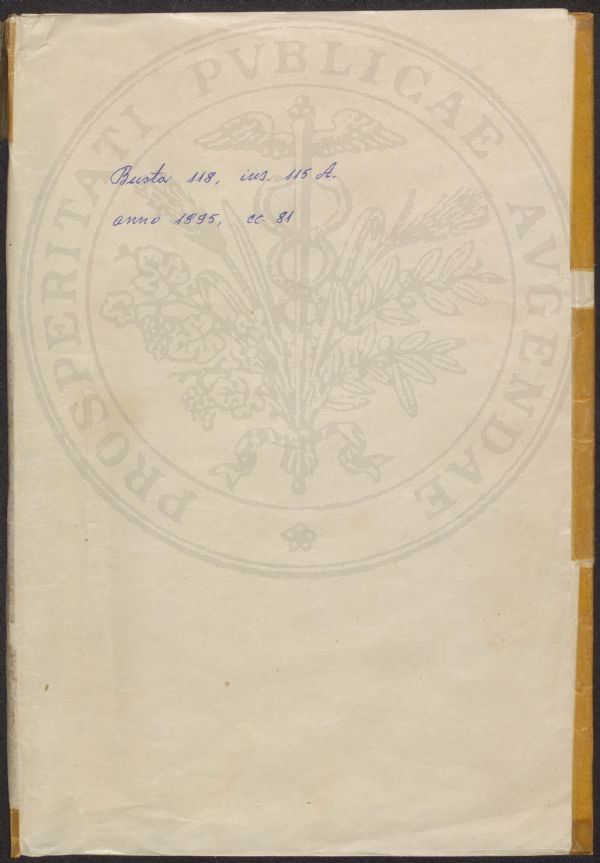 PROSPERITATI PVBLICAE AVGENDAE
Busta 118, ins. 115 A.
anno 1895, cc 81